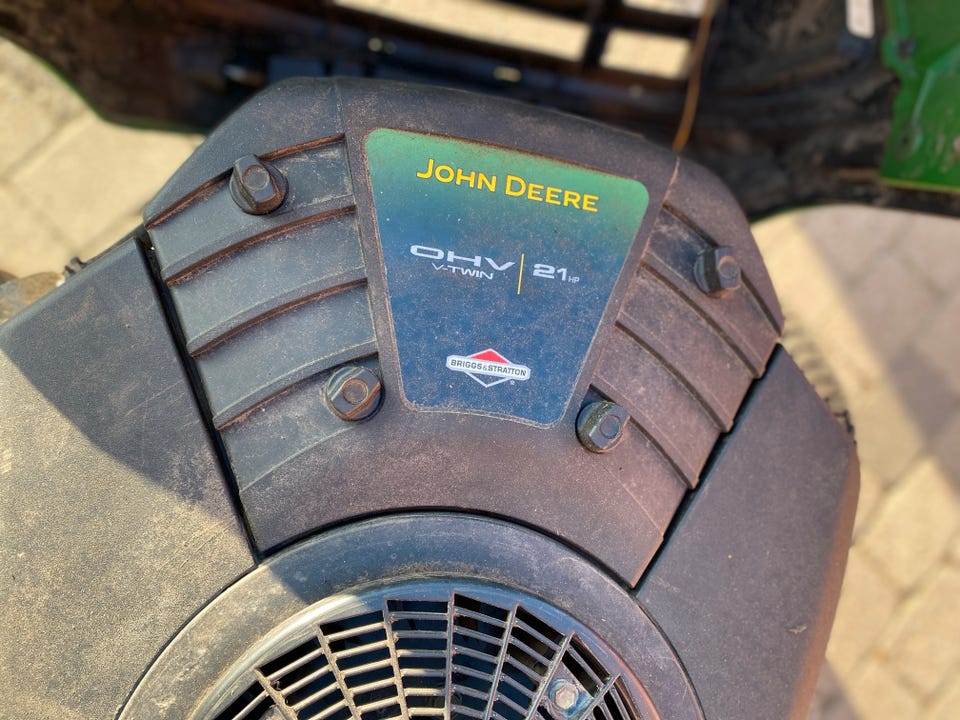 JOHN DEERE
OHV
V-TWIN
21 HP
BRIGGS&STRATTON
®